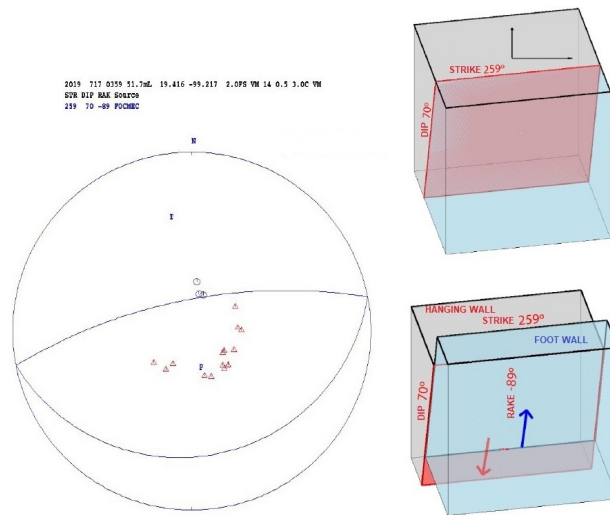 2019 717 0359 51.7mL 19.416 -99.217 2.0FS VM 14 0.5 3.0C VM
STR DIP RAK Source
259 70 -89 FOCMEC
N
T
P
STRIKE 259º
DIP 70º
HANGING WALL
STRIKE 259º
FOOT WALL
DIP 70º
RAKE -89º